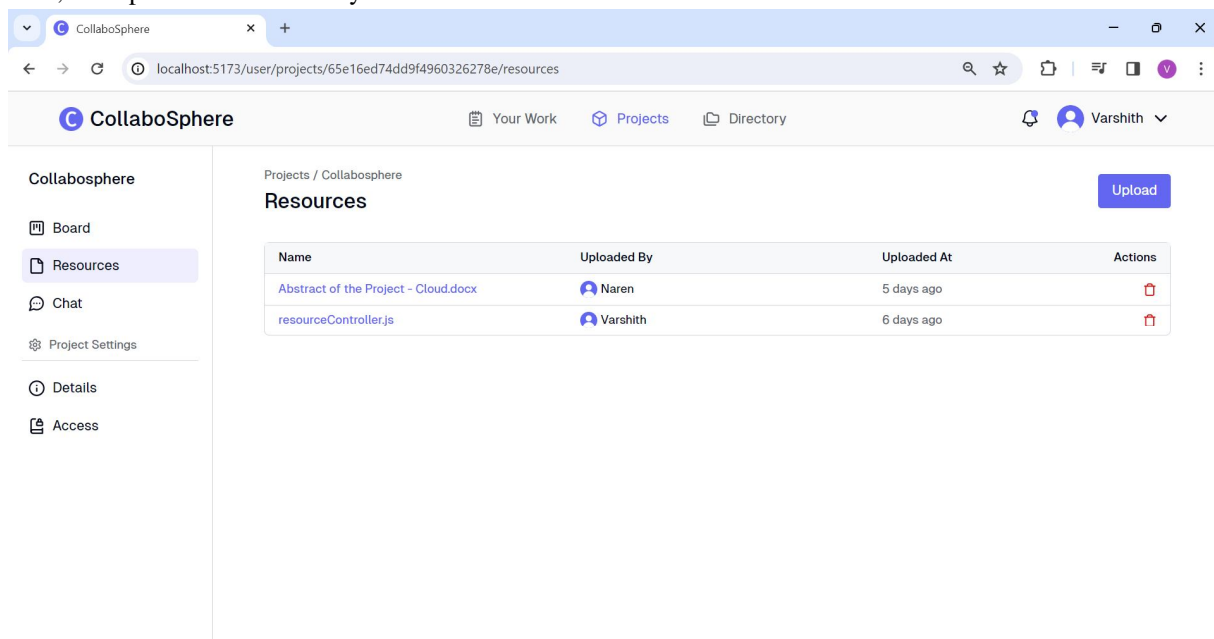 CollaboSphere
localhost:5173/user/projects/65e16ed74dd9f4960326278e/resources
V
C CollaboSphere
Your Work
Projects
Directory
Varshith
Collabosphere
Board
Resources
Chat
Project Settings
Details
Access
Projects / Collabosphere
Resources
Upload
Name Uploaded By Uploaded At Actions
Abstract of the Project - Cloud.docx Naren 5 days ago
resourceController.js Varshith 6 days ago